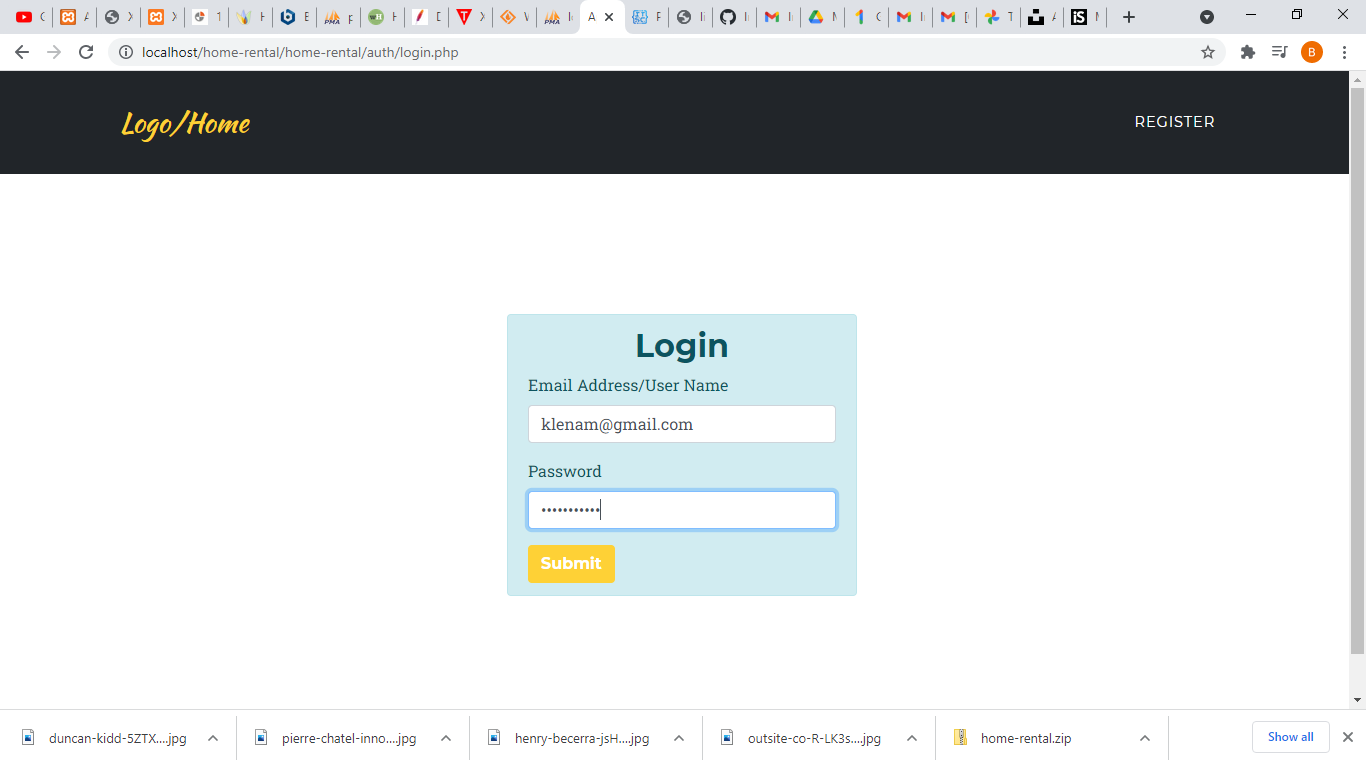 localhost/home-rental/home-rental/auth/login.php
B
Logo/Home
REGISTER
Login
Email Address/User Name
klenam@gmail.com
Password
•••••••••••
Submit
duncan-kidd-5ZTX....jpg
pierre-chatel-inno....jpg
henry-becerra-jsH....jpg
outsite-co-R-LK3s....jpg
home-rental.zip
Show all